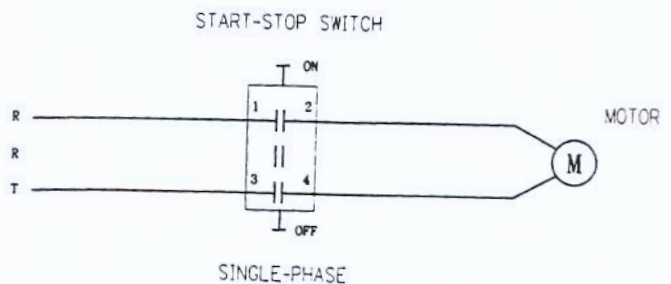 START-STOP SWITCH
ON
1 2
R
MOTOR
R
M
3 4
T
OFF
SINGLE-PHASE